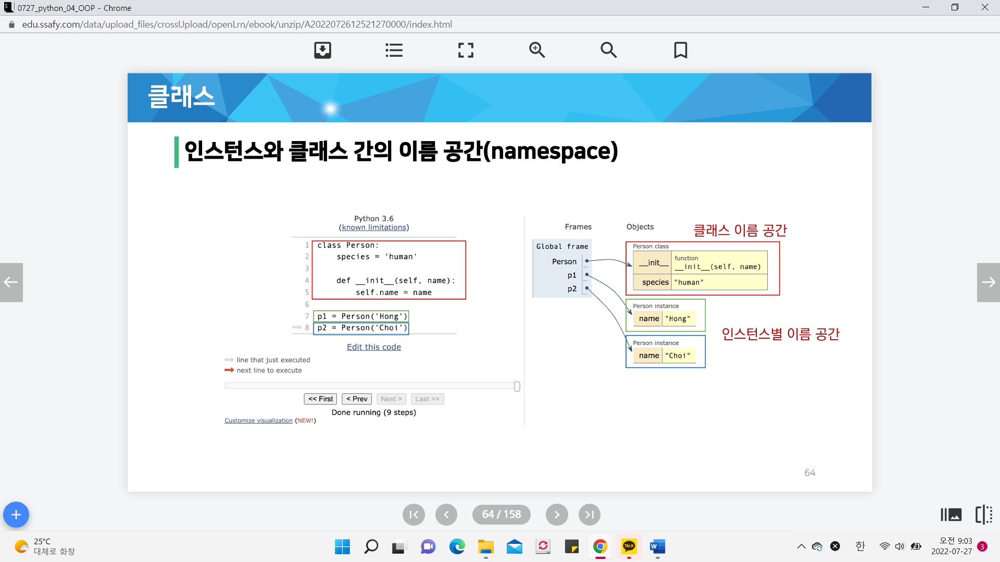 0727_python_04_OOP - Chrome
edu.ssafy.com/data/upload_files/crossUpload/openLrn/ebook/unzip/A2022072612521270000/index.html
클래스
인스턴스와 클래스 간의 이름 공간(namespace)
Python 3.6
(known limitations)
1 class Person:
2 species = 'human'
3
4 def __init__(self, name):
5 self.name = name
6
7 p1 = Person('Hong')
8 p2 = Person('Choi')
Edit this code
line that just executed
next line to execute
<< First < Prev Next > Last >>
Done running (9 steps)
Customize visualization (NEW!)
Frames Objects
클래스 이름 공간
Global frame
Person
p1
p2
Person class
__init__ function
__init__(self, name)
species "human"
Person instance
name "Hong"
인스턴스별 이름 공간
Person instance
name "Choi"
64
64 / 158
25°C
대체로 화창
TALK
W
한
오전 9:03
2022-07-27
3